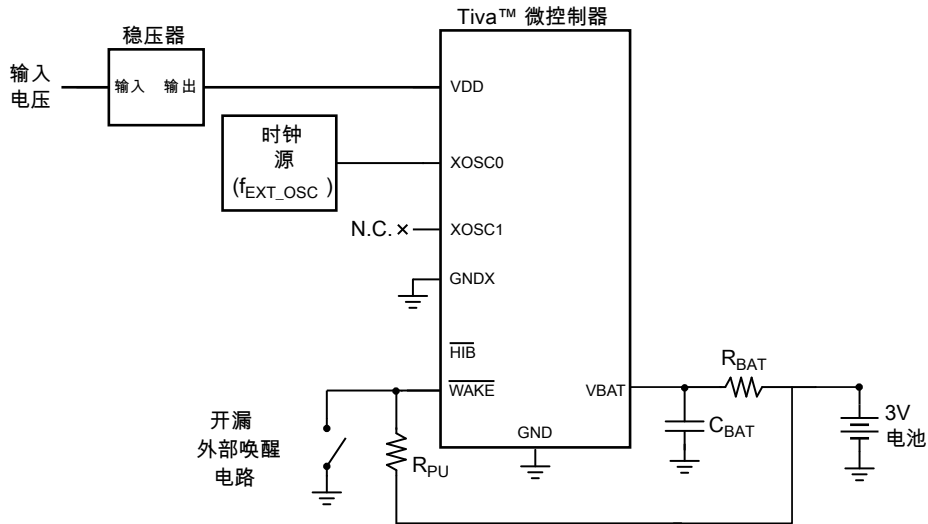 Tiva™ 微控制器
稳压器
输入
电压
输入 输出
VDD
时钟
源
(fEXT_OSC )
XOSC0
N.C. × XOSC1
GNDX
HIB
WAKE
VBAT
RBAT
CBAT
3V
电池
GND
开漏
外部唤醒
电路
RPU